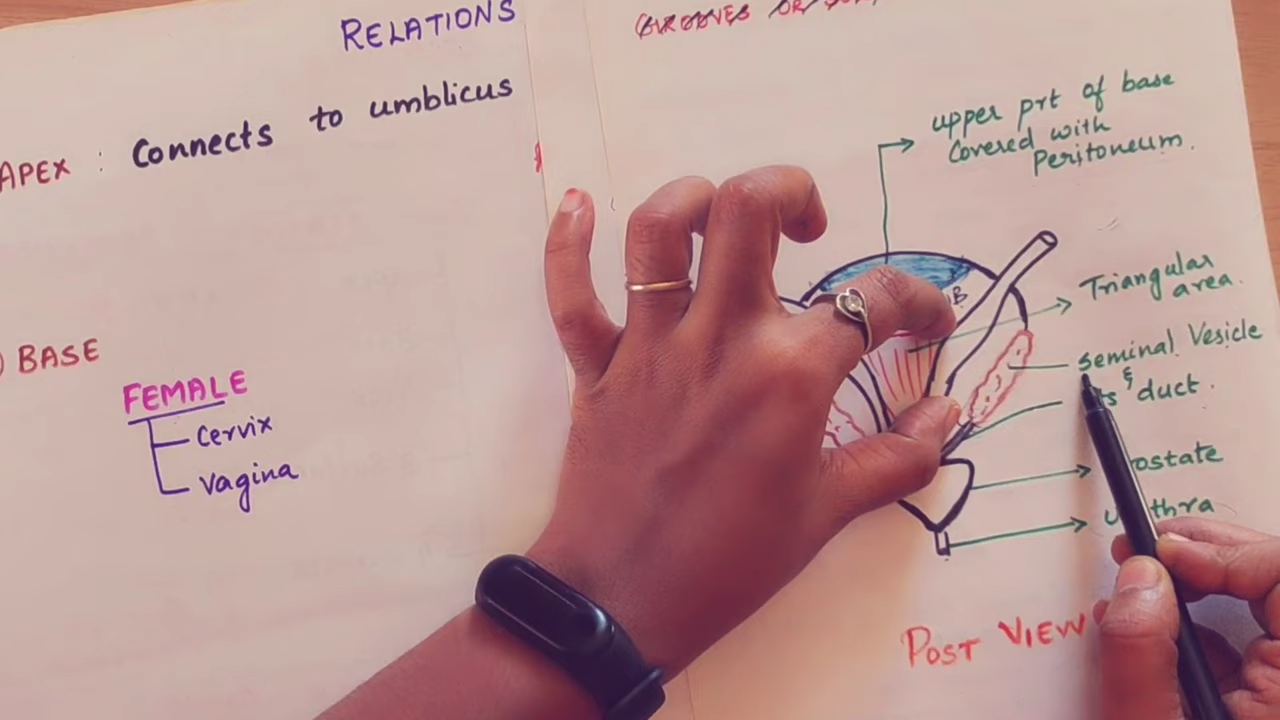 RELATIONS
APEX : Connects to umblicus
BASE
FEMALE
Cervix
Vagina
upper prt of base
Covered with
Peritoneum.
B
Triangular
area.
Seminal Vesicle
&
duct.
POST VIEW